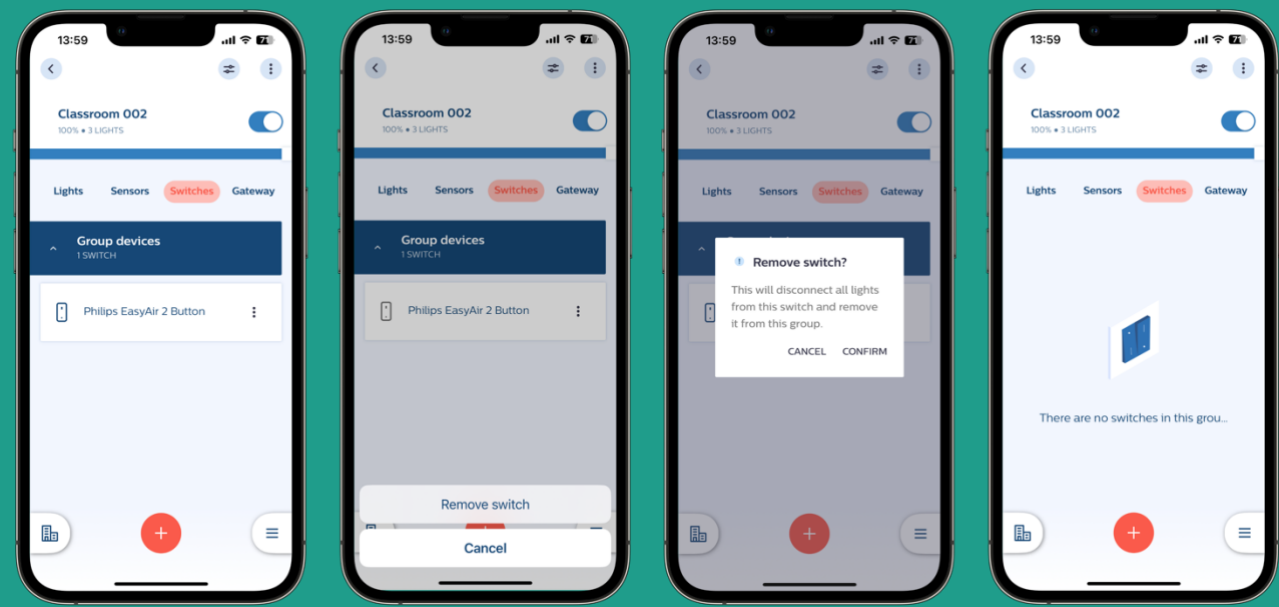 13:59
71
Classroom 002
100% • 3 LIGHTS
Lights Sensors Switches Gateway
Group devices
1 SWITCH
Philips EasyAir 2 Button
13:59
71
Classroom 002
100% • 3 LIGHTS
Lights Sensors Switches Gateway
Group devices
1 SWITCH
Philips EasyAir 2 Button
Remove switch
Cancel
13:59
71
Classroom 002
100% • 3 LIGHTS
Lights Sensors Switches Gateway
Remove switch?
This will disconnect all lights
from this switch and remove
it from this group.
CANCEL CONFIRM
13:59
71
Classroom 002
100% • 3 LIGHTS
Lights Sensors Switches Gateway
There are no switches in this grou...